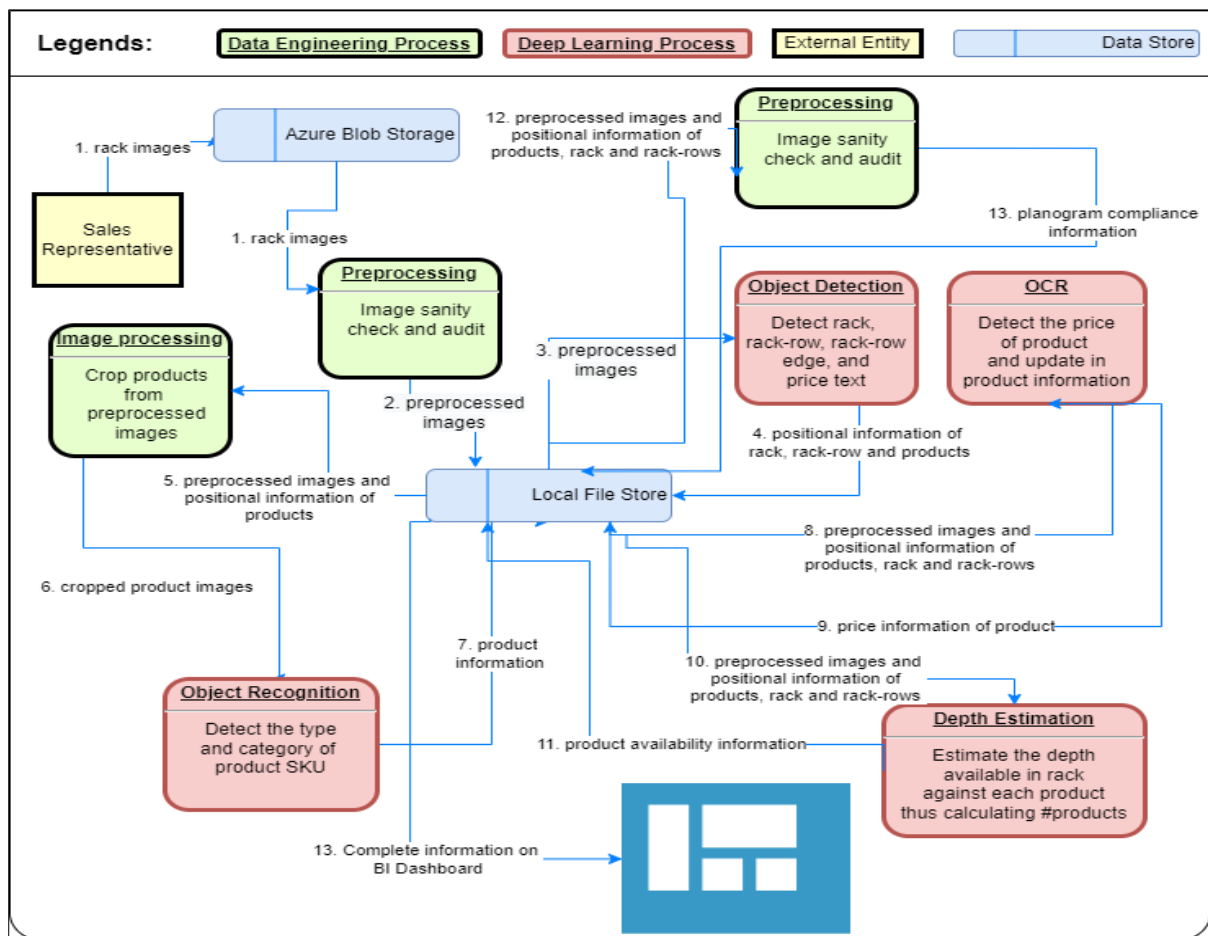 Legends:
Data Engineering Process
Deep Learning Process
External Entity
Data Store
Azure Blob Storage
1. rack images
Sales
Representative
1. rack images
12. preprocessed images and
positional information of
products, rack and rack-rows
Preprocessing
Image sanity
check and audit
13. planogram compliance
information
Preprocessing
Image sanity
check and audit
Image processing
Crop products
from
preprocessed
images
2. preprocessed
images
3. preprocessed
images
Object Detection
Detect rack,
rack-row, rack-row
edge, and
price text
OCR
Detect the price
of product
and update in
product information
4. positional information of
rack, rack-row and products
5. preprocessed images and
positional information of
products
Local File Store
8. preprocessed images and
positional information of
products, rack and rack-rows
6. cropped product images
7. product
information
9. price information of product
10. preprocessed images and
positional information of
products, rack and rack-rows
Object Recognition
Detect the type
and category of
product SKU
11. product availability information
Depth Estimation
Estimate the depth
available in rack
against each product
thus calculating #products
13. Complete information on
BI Dashboard